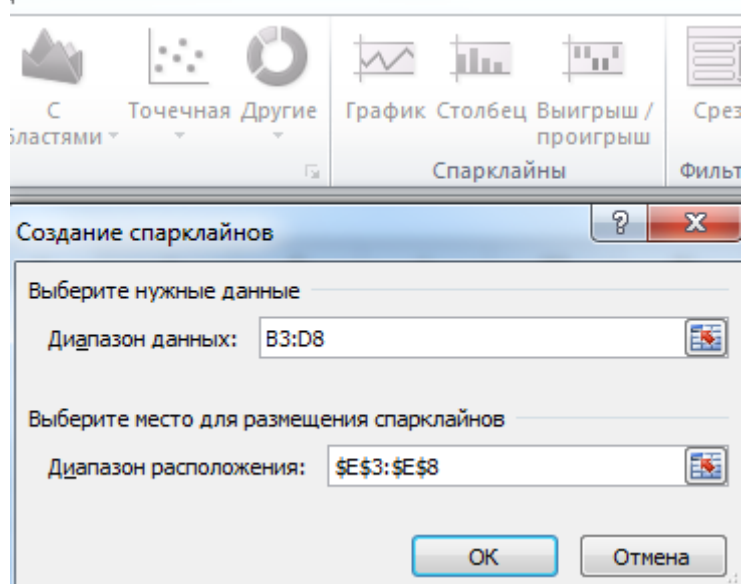 С Точечная Другие График Столбец Выигрыш / Срез
бластями проигрыш
Спарклайны Фильт
Создание спарклайнов
Выберите нужные данные
Диапазон данных: B3:D8
Выберите место для размещения спарклайнов
Диапазон расположения: $E$3:$E$8
ОК Отмена